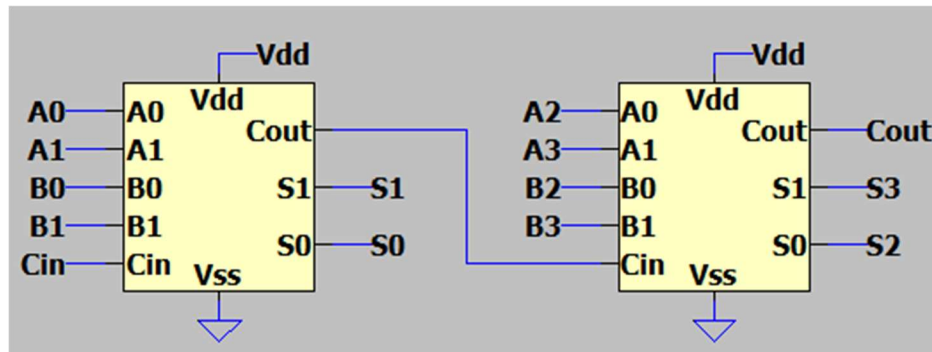 Vdd Vdd
Vdd Vdd
A0 A0 A2 A0
Cout Cout Cout
A1 A1 A3 A1
B0 B0 S1 S1 B2 B0 S1 S3
B1 B1 B3 B1
S0 S0 S0 S2
Cin Cin Cin
Vss Vss